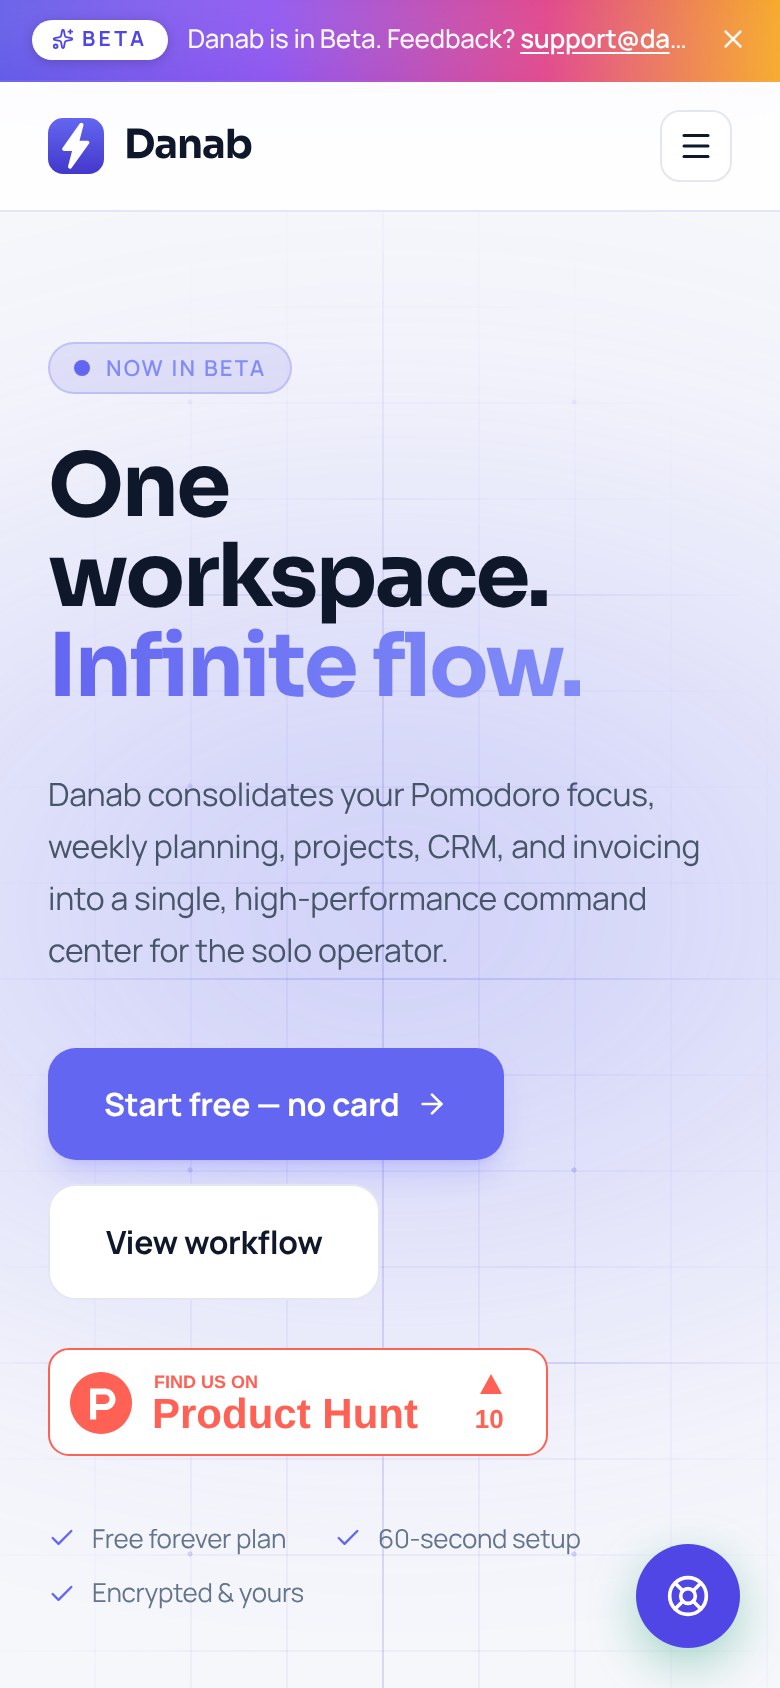 BETA Danab is in Beta. Feedback? support@da...
Danab
NOW IN BETA
One
workspace.
Infinite flow.
Danab consolidates your Pomodoro focus,
weekly planning, projects, CRM, and invoicing
into a single, high-performance command
center for the solo operator.
Start free — no card →
View workflow
P FIND US ON
Product Hunt ▲
10
Free forever plan
60-second setup
Encrypted & yours